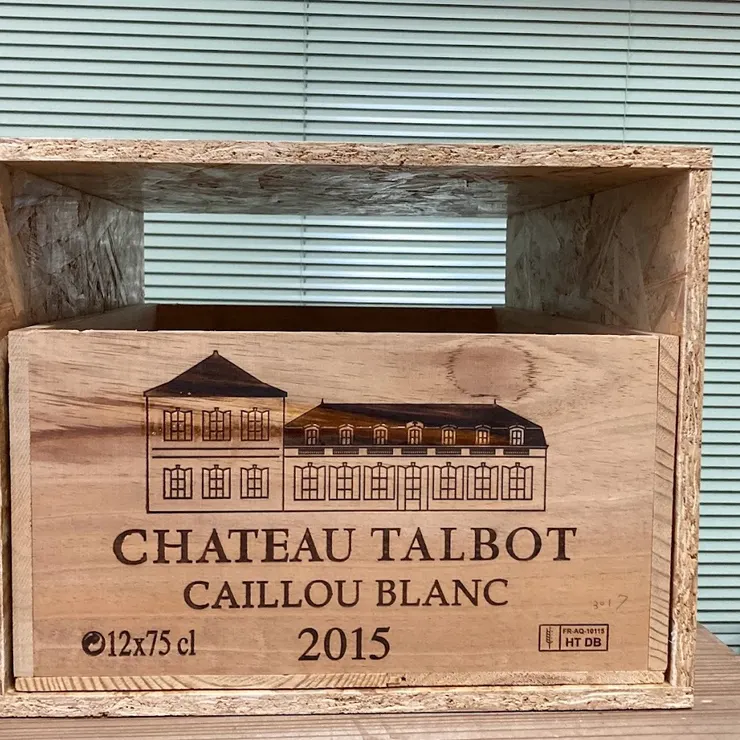 CHATEAU TALBOT
CAILLOU BLANC
12x75 cl
2015
FR-AQ-10115
HT DB